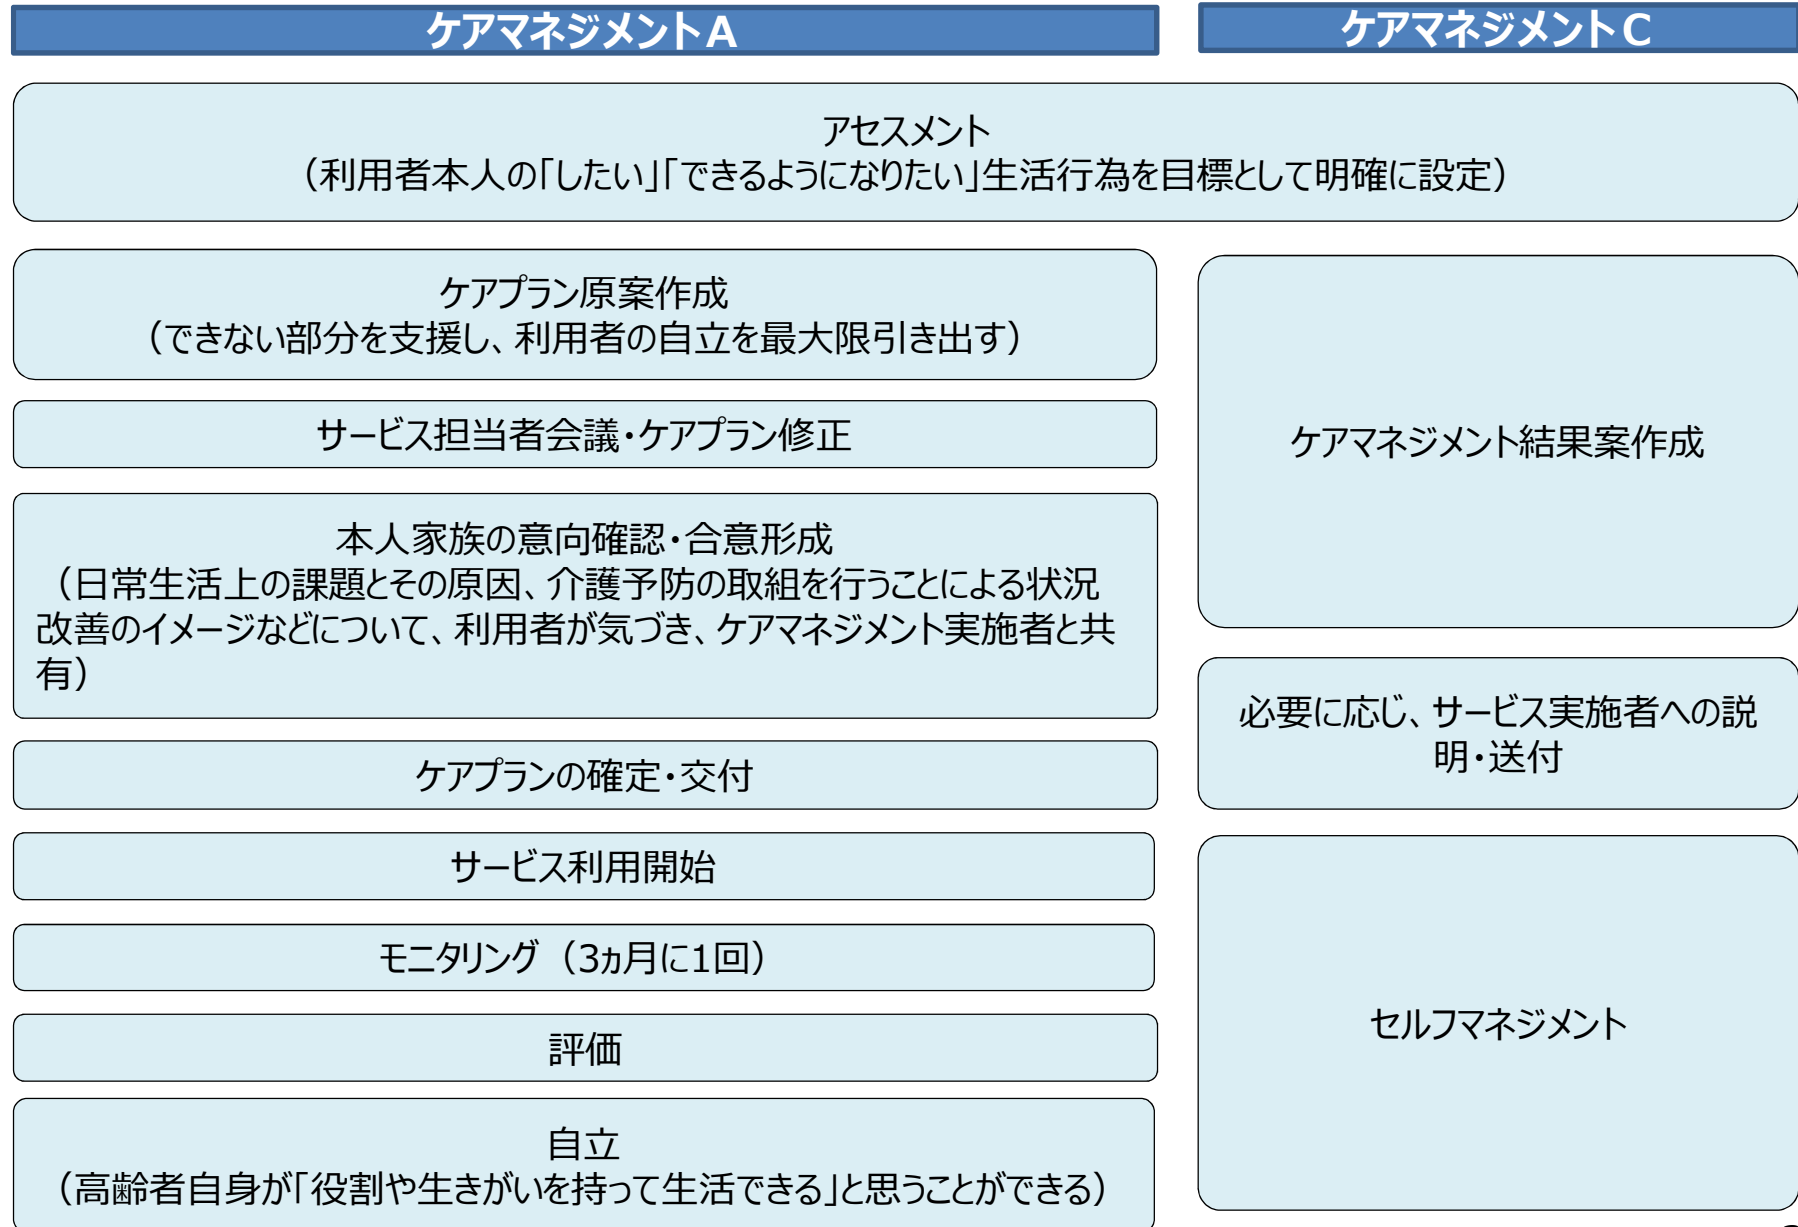 ケアマネジメントA
ケアマネジメントC
アセスメント
（利用者本人の「したい」「できるようになりたい」生活行為を目標として明確に設定）
ケアプラン原案作成
（できない部分を支援し、利用者の自立を最大限引き出す）
サービス担当者会議・ケアプラン修正
本人家族の意向確認・合意形成
（日常生活上の課題とその原因、介護予防の取組を行うことによる状況
改善のイメージなどについて、利用者が気づき、ケアマネジメント実施者と共
有）
ケアプランの確定・交付
サービス利用開始
モニタリング（3ヵ月に1回）
評価
自立
（高齢者自身が「役割や生きがいを持って生活できる」と思うことができる）
ケアマネジメント結果案作成
必要に応じ、サービス実施者への説
明・送付
セルフマネジメント